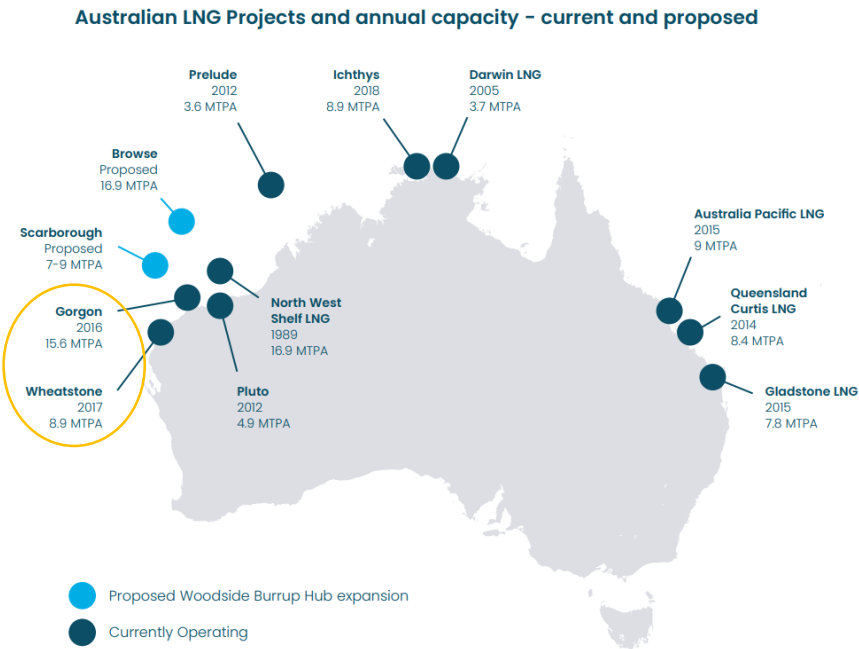 Australian LNG Projects and annual capacity - current and proposed
Prelude
2012
3.6 MTPA
Ichthys
2018
8.9 MTPA
Darwin LNG
2005
3.7 MTPA
Browse
Proposed
16.9 MTPA
Scarborough
Proposed
7-9 MTPA
Gorgon
2016
15.6 MTPA
Wheatstone
2017
8.9 MTPA
North West
Shelf LNG
1989
16.9 MTPA
Pluto
2012
4.9 MTPA
Australia Pacific LNG
2015
9 MTPA
Queensland
Curtis LNG
2014
8.4 MTPA
Gladstone LNG
2015
7.8 MTPA
Proposed Woodside Burrup Hub expansion
Currently Operating